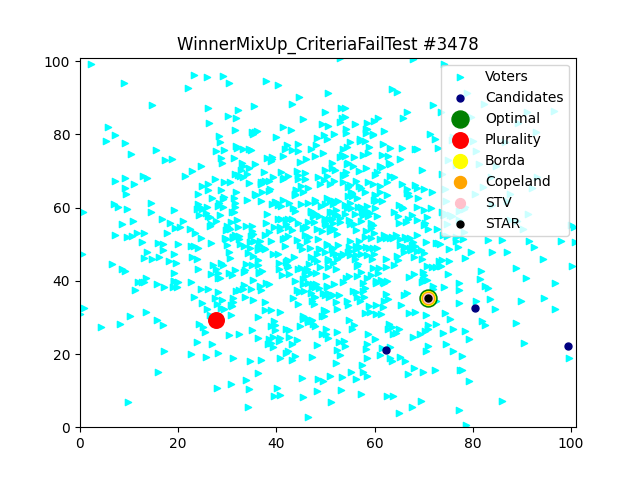 WinnerMixUp_CriteriaFailTest #3478
100
80
60
40
20
0
0
20
40
60
80
100
Voters
Candidates
Optimal
Plurality
Borda
Copeland
STV
STAR